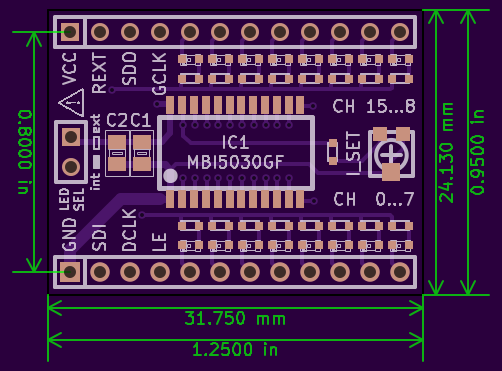 VCC REXT SDO GCLK
CH 15...8
C2 C1
ext
int
IC1
MBI5030GF
I_SET
LED
SEL
CH 0...7
GND SDI DCLK LE
0.8000 in
24.130 mm
0.9500 in
31.750 mm
1.2500 in